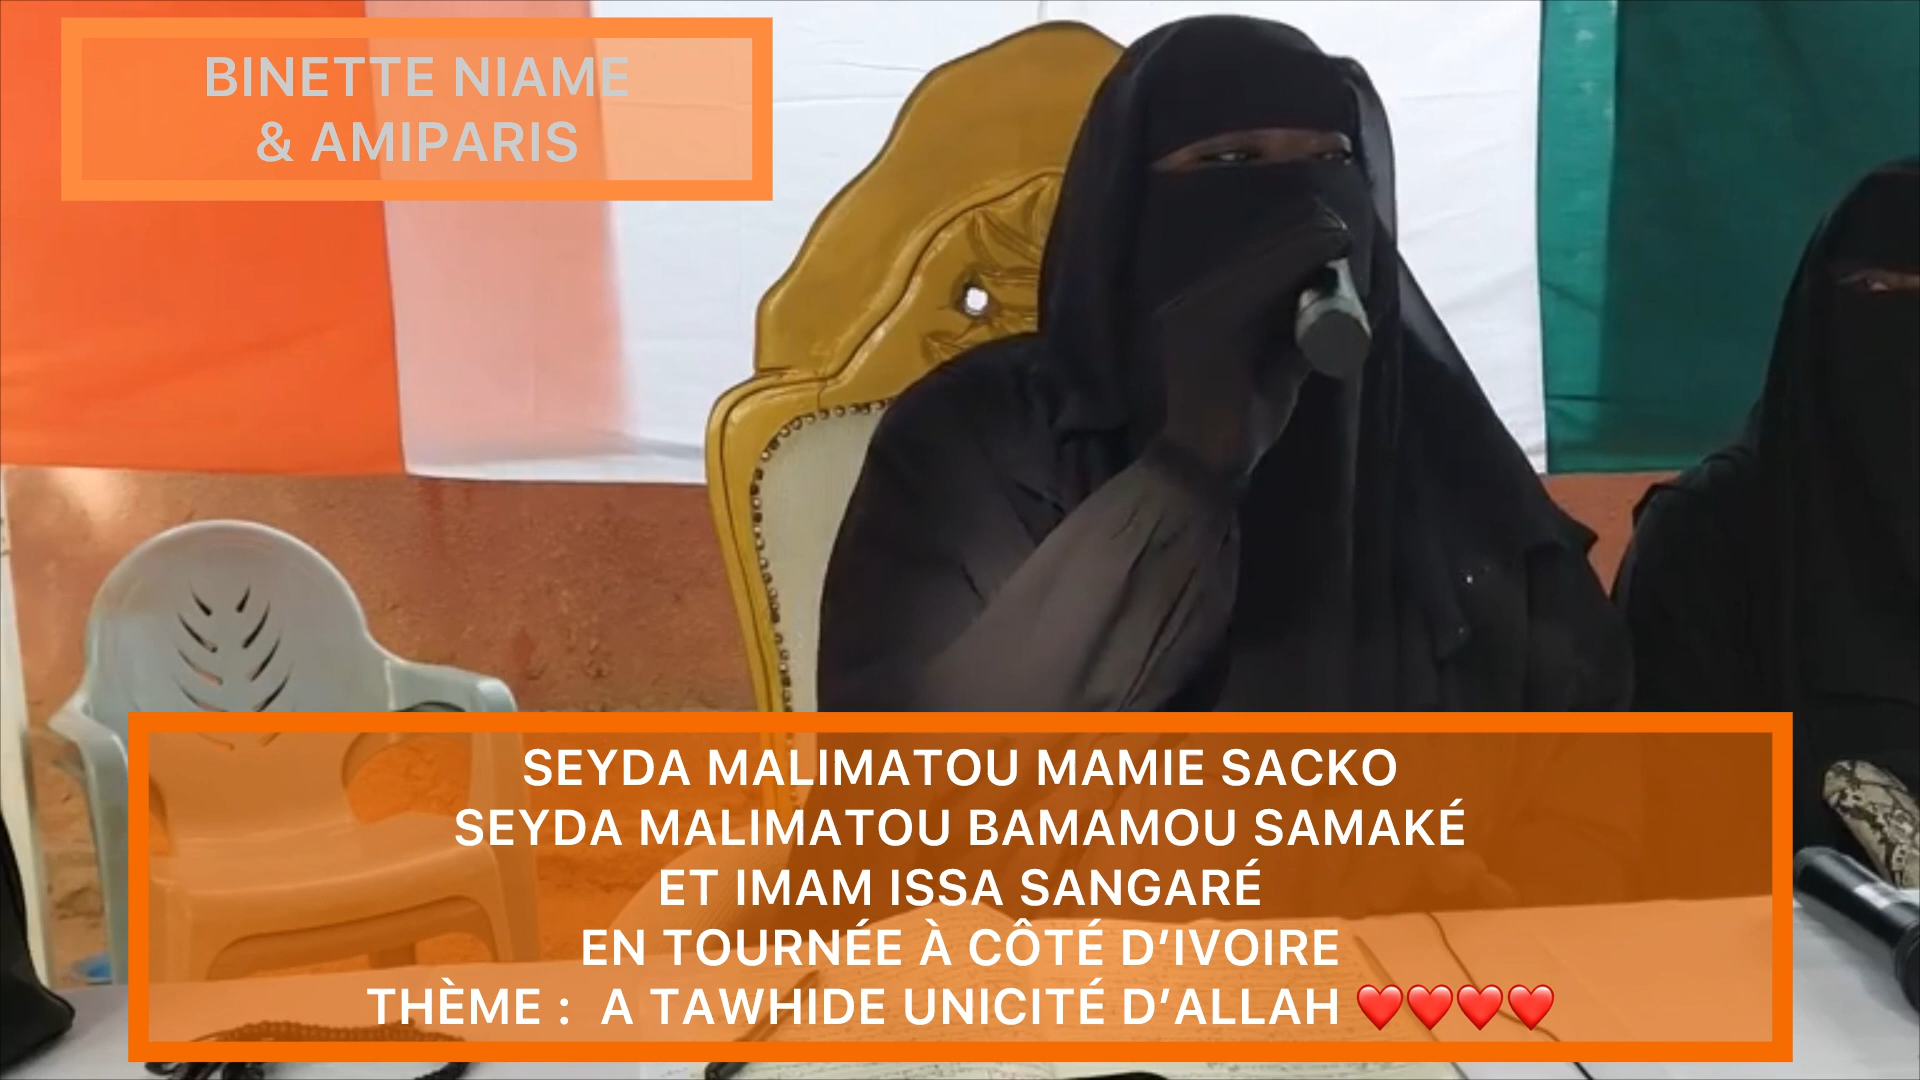 BINETTE NIAME
& AMIPARIS
SEYDA MALIMATOU MAMIE SACKO
SEYDA MALIMATOU BAMAMOU SAMAKÉ
ET IMAM ISSA SANGARÉ
EN TOURNÉE À CÔTÉ D’IVOIRE
THÈME :  A TAWHIDE UNICITÉ D’ALLAH ❤️❤️❤️❤️